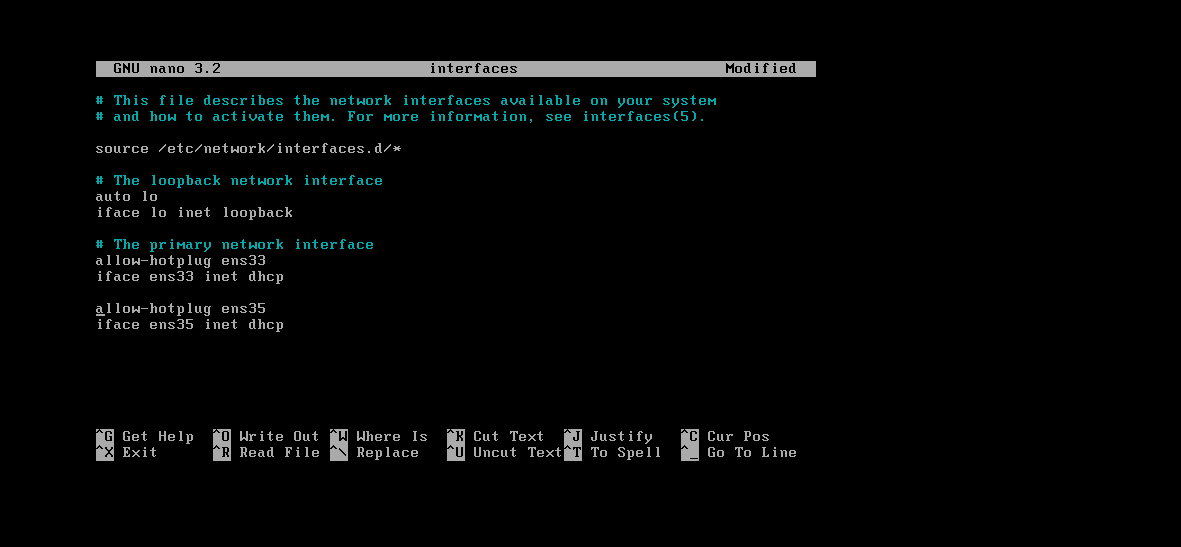 GNU nano 3.2 interfaces Modified
# This file describes the network interfaces available on your system
# and how to activate them. For more information, see interfaces(5).
source /etc/network/interfaces.d/*
# The loopback network interface
auto lo
iface lo inet loopback
# The primary network interface
allow-hotplug ens33
iface ens33 inet dhcp
allow-hotplug ens35
iface ens35 inet dhcp
^G Get Help ^O Write Out ^W Where Is ^K Cut Text ^J Justify ^C Cur Pos
^X Exit ^R Read File ^\ Replace ^U Uncut Text ^T To Spell ^_ Go To Line